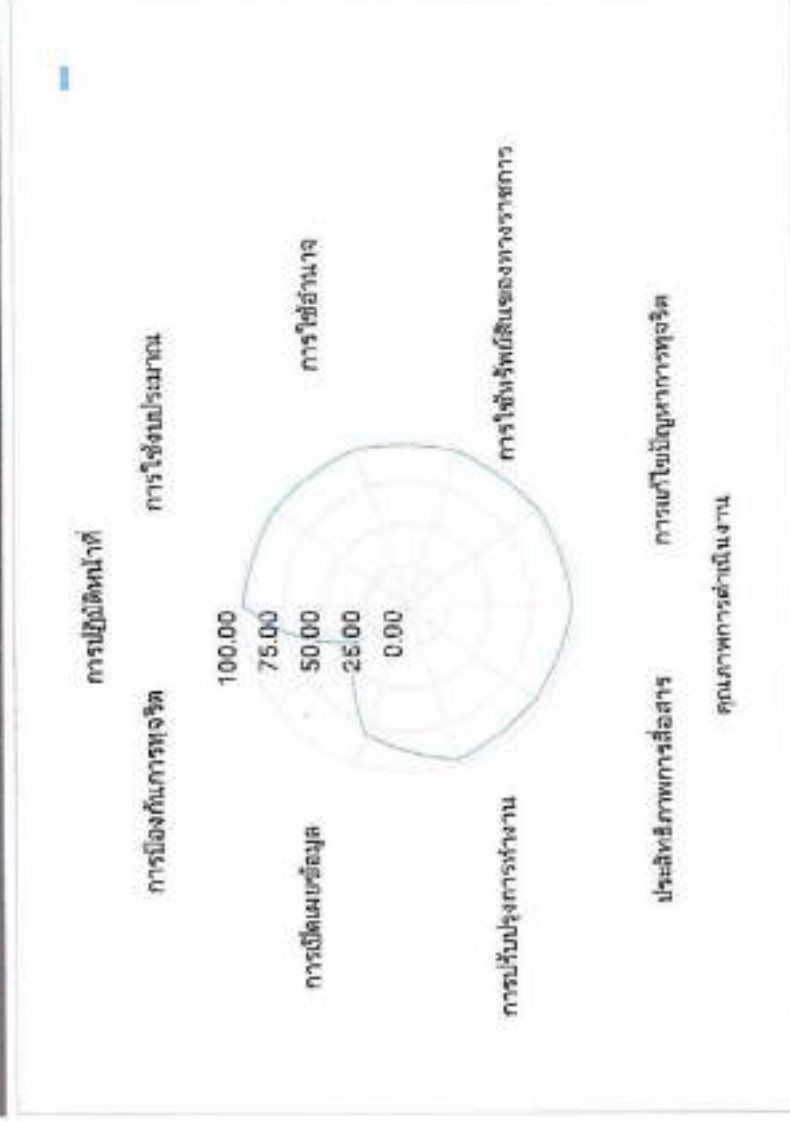 การปฏิบัติหน้าที่
การป้องกันการทุจริต
การใช้งบประมาณ
100.00
75.00
50.00
25.00
0.00
การเปิดเผยข้อมูล
การใช้อำนาจ
การปรับปรุงการทำงาน
การใช้ทรัพย์สินของทางราชการ
ประสิทธิภาพการสื่อสาร
การแก้ไขปัญหาการทุจริต
คุณภาพการดำเนินงาน